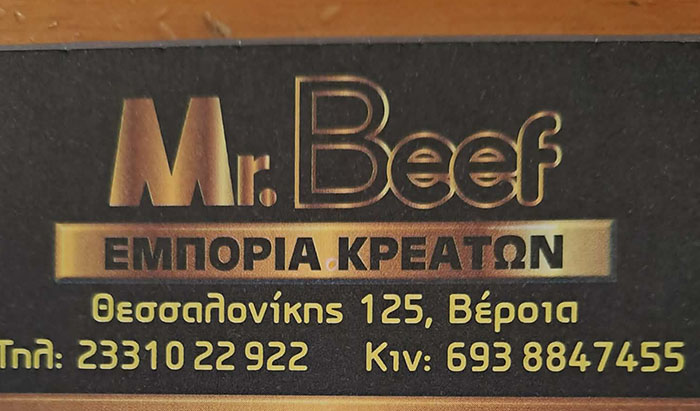 Mr. Beef
ΕΜΠΟΡΙΑ ΚΡΕΑΤΩΝ
Θεσσαλονίκης 125, Βέροια
Τηλ: 23310 22 922 Κιν: 693 8847455